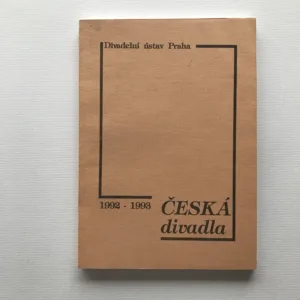 Divadelní ústav Praha
1992 - 1993 ČESKÁ
divadla